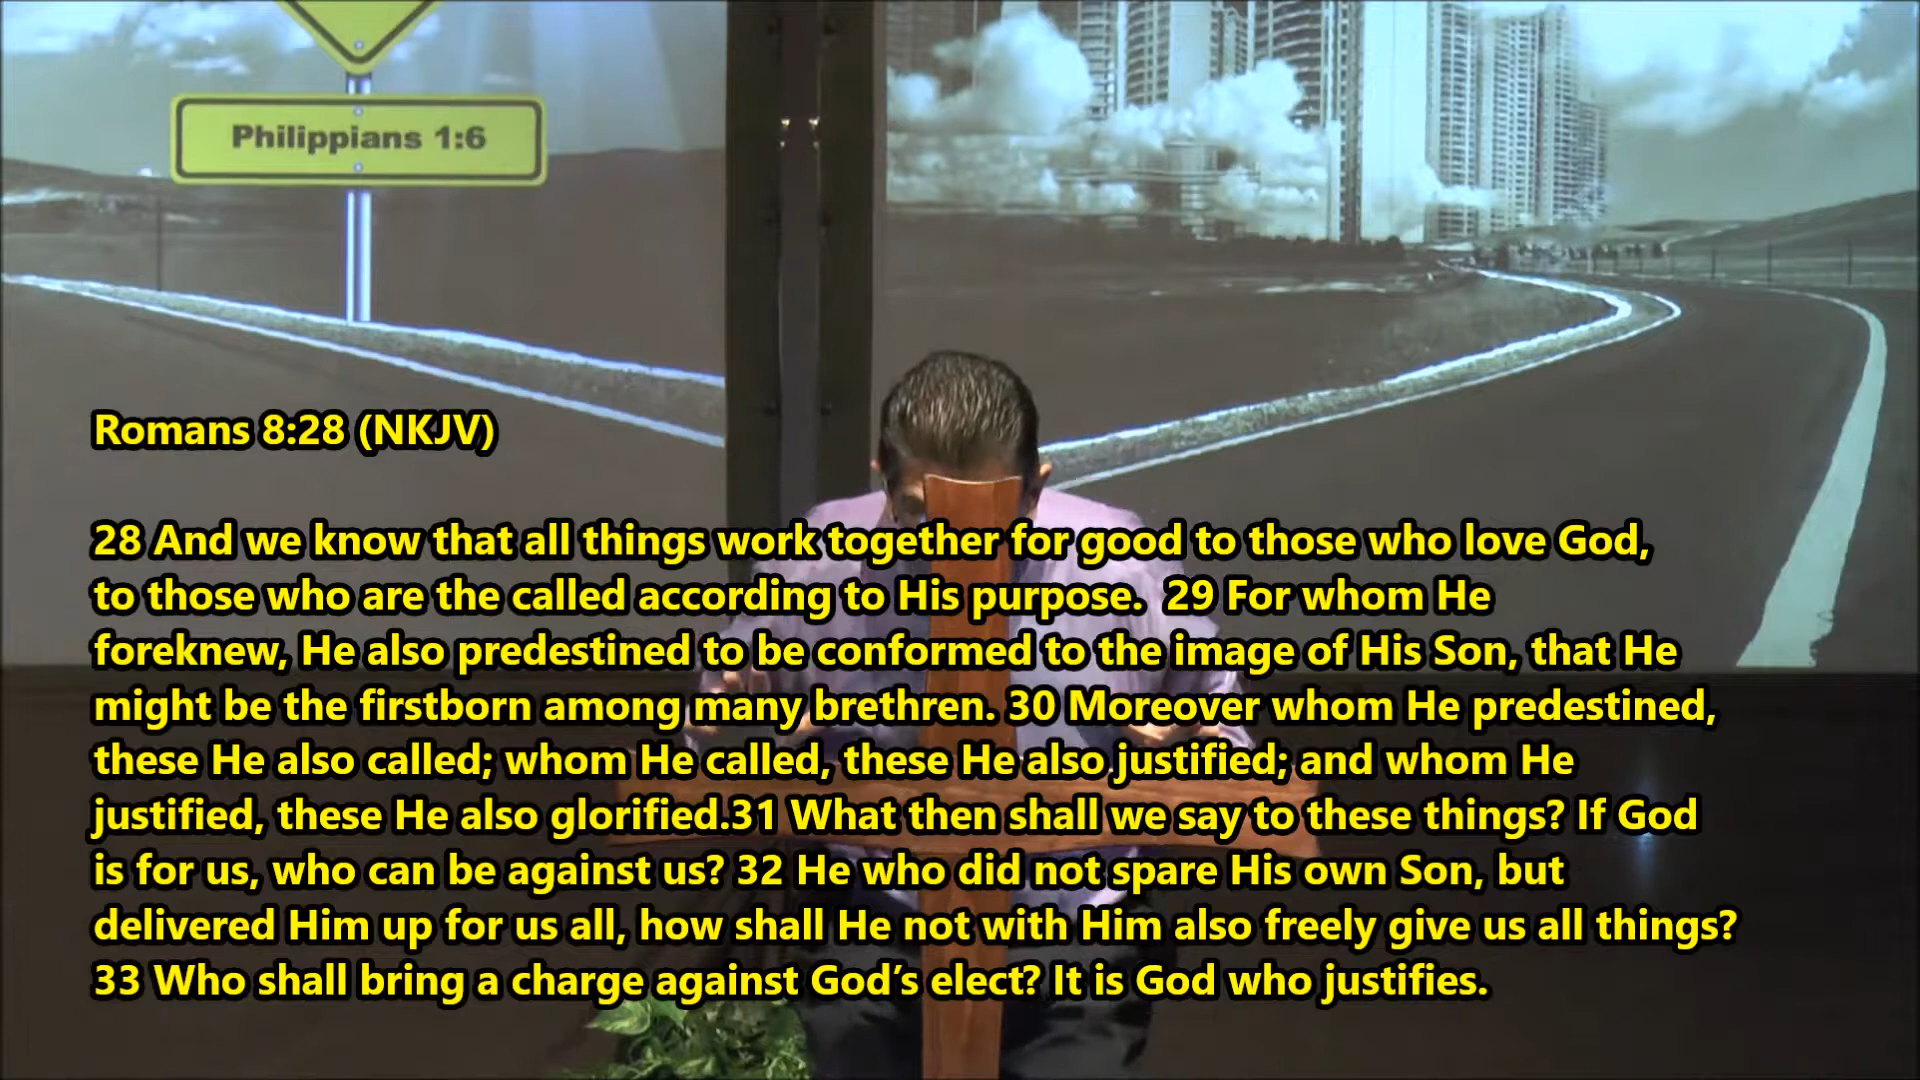 Philippians 1:6
Romans 8:28 (NKJV)
28 And we know that all things work together for good to those who love God,
to those who are the called according to His purpose.  29 For whom He
foreknew, He also predestined to be conformed to the image of His Son, that He
might be the firstborn among many brethren. 30 Moreover whom He predestined,
these He also called; whom He called, these He also justified; and whom He
justified, these He also glorified.31 What then shall we say to these things? If God
is for us, who can be against us? 32 He who did not spare His own Son, but
delivered Him up for us all, how shall He not with Him also freely give us all things?
33 Who shall bring a charge against God’s elect? It is God who justifies.